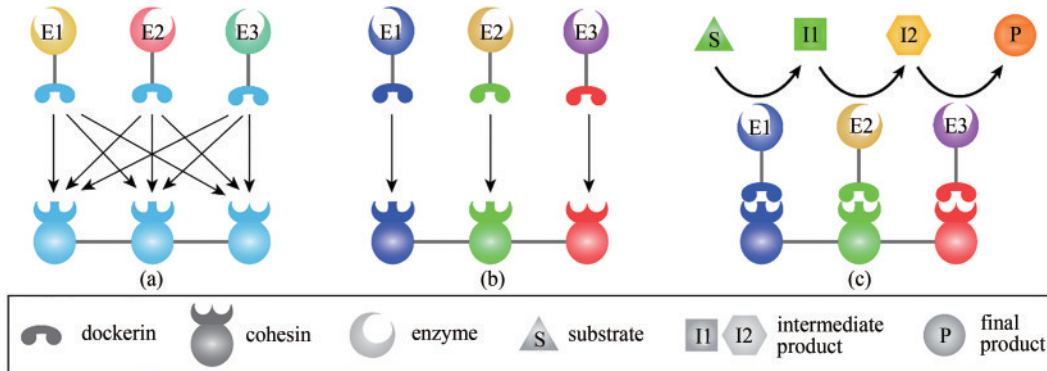 E1 E2 E3
(a)
E1 E2 E3
(b)
S I1 I2 P
E1 E2 E3
(c)
dockerin
cohesin
enzyme
S substrate
I1 I2 intermediate
product
P final
product